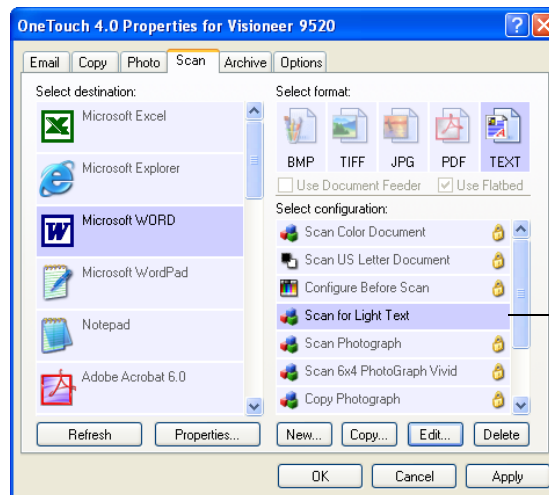 OneTouch 4.0 Properties for Visioneer 9520
Email Copy Photo Scan Archive Options
Select destination:
Microsoft Excel
Microsoft Explorer
Microsoft WORD
Microsoft WordPad
Notepad
Adobe Acrobat 6.0
Refresh Properties...
Select format:
BMP TIFF JPG PDF TEXT
Use Document Feeder Use Flatbed
Select configuration:
Scan Color Document
Scan US Letter Document
Configure Before Scan
Scan for Light Text
Scan Photograph
Scan 6x4 PhotoGraph Vivid
Copy Photograph
New... Copy... Edit... Delete
OK Cancel Apply